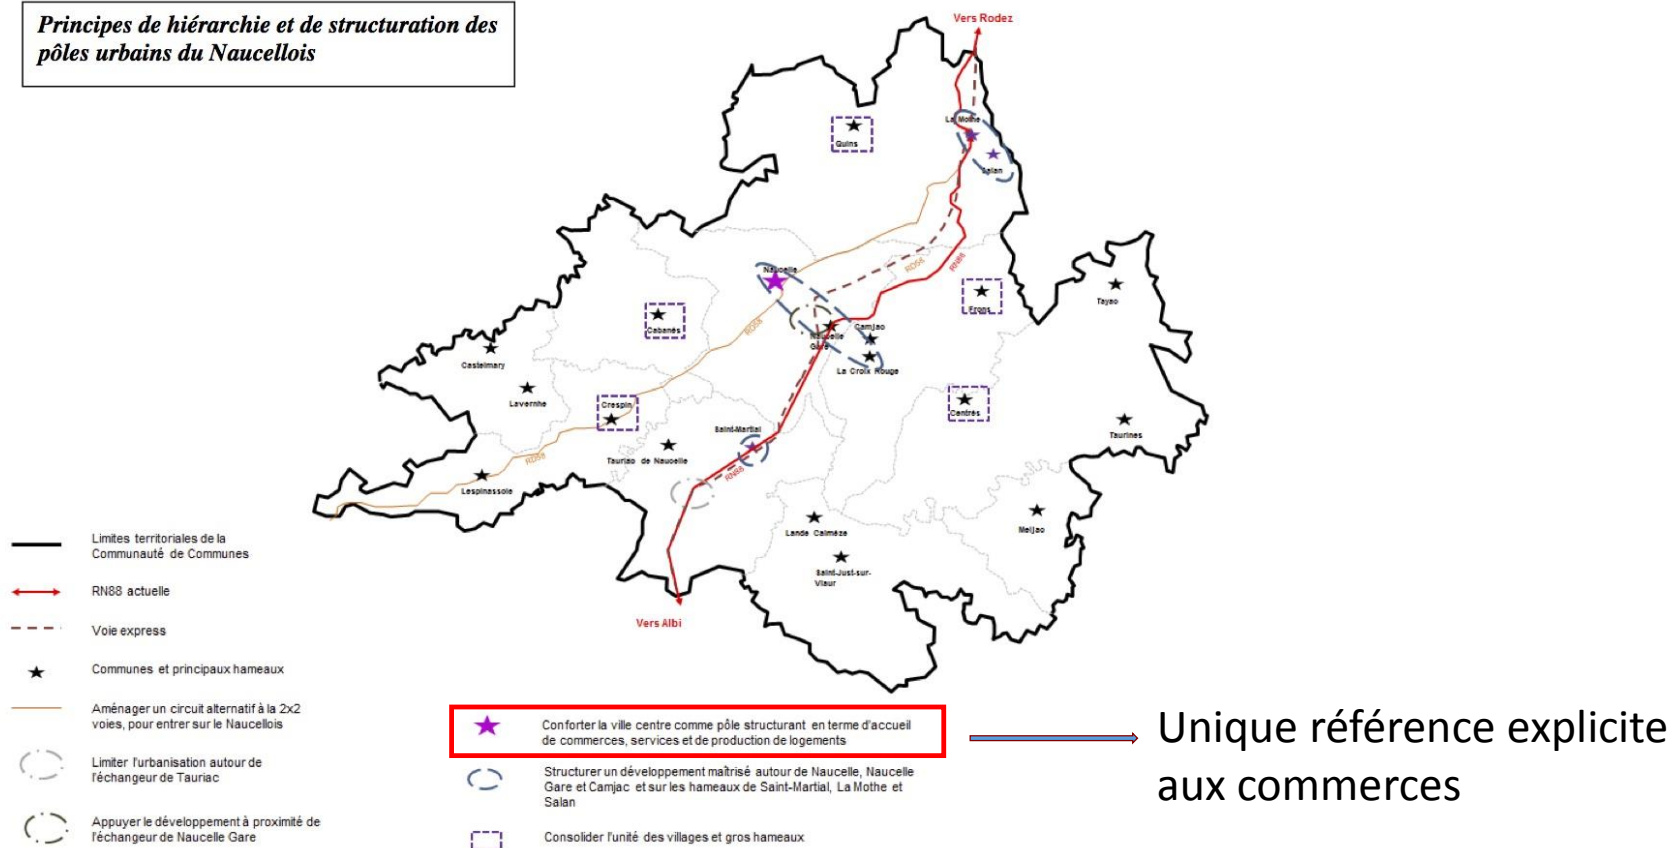 Principes de hiérarchie et de structuration des
pôles urbains du Naucellois
Vers Rodez
La Mothe
Salan
Quins
Naucelle
RD58
RN88
Tayac
Frons
Cabanès
RD58
Naucelle
Gare
Camjac
La Croix Rouge
Castelmary
Lavernhe
Crespin
Centrès
Saint-Martial
Taurines
Tauriac de Naucelle
RD58
RN88
Lespinassole
Lande Calmèze
Meljac
Saint-Just-sur-
Viaur
Vers Albi
Limites territoriales de la
Communauté de Communes
RN88 actuelle
Voie express
Communes et principaux hameaux
Aménager un circuit alternatif à la 2x2
voies, pour entrer sur le Naucellois
Limiter l'urbanisation autour de
l'échangeur de Tauriac
Appuyer le développement à proximité de
l'échangeur de Naucelle Gare
Conforter la ville centre comme pôle structurant en terme d'accueil
de commerces, services et de production de logements
Structurer un développement maîtrisé autour de Naucelle, Naucelle
Gare et Camjac et sur les hameaux de Saint-Martial, La Mothe et
Salan
Consolider l'unité des villages et gros hameaux
Unique référence explicite
aux commerces